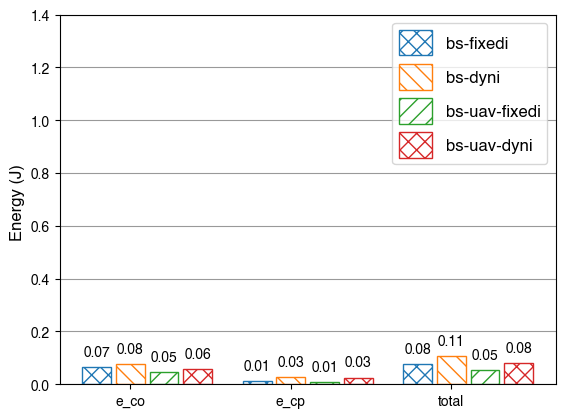 1.4
1.2
1.0
0.8
0.6
0.4
0.2
0.0
Energy (J)
bs-fixedi
bs-dyni
bs-uav-fixedi
bs-uav-dyni
0.07 0.08 0.05 0.06 0.01 0.03 0.01 0.03 0.08 0.11 0.05 0.08
e_co e_cp total